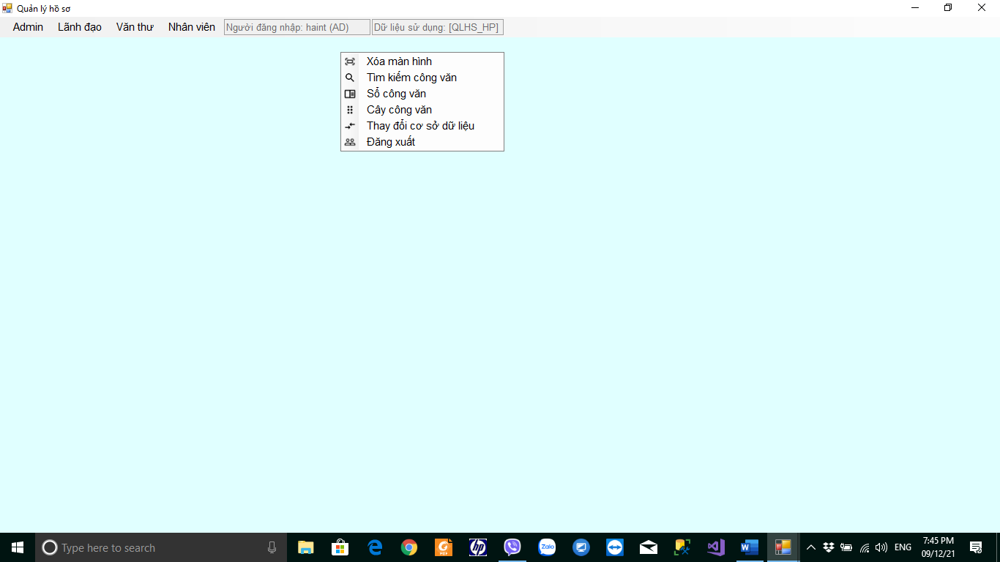 Quản lý hồ sơ
Admin Lãnh đạo Văn thư Nhân viên Người đăng nhập: haint (AD) Dữ liệu sử dụng: [QLHS_HP]
Xóa màn hình
Tìm kiếm công văn
Sổ công văn
Cây công văn
Thay đổi cơ sở dữ liệu
Đăng xuất
Type here to search
PDF
hp
Zalo
W
ENG
7:45 PM
09/12/21